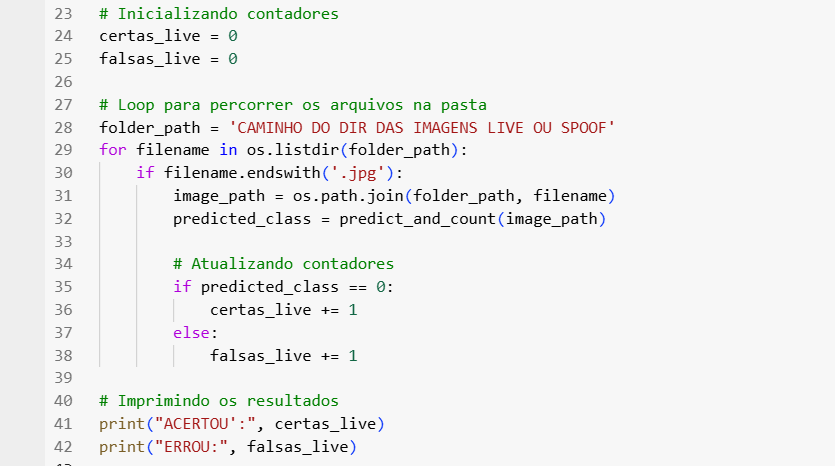 23 # Inicializando contadores
24 certas_live = 0
25 falsas_live = 0
26
27 # Loop para percorrer os arquivos na pasta
28 folder_path = 'CAMINHO DO DIR DAS IMAGENS LIVE OU SPOOF'
29 for filename in os.listdir(folder_path):
30     if filename.endswith('.jpg'):
31         image_path = os.path.join(folder_path, filename)
32         predicted_class = predict_and_count(image_path)
33
34         # Atualizando contadores
35         if predicted_class == 0:
36             certas_live += 1
37         else:
38             falsas_live += 1
39
40 # Imprimindo os resultados
41 print("ACERTOU':", certas_live)
42 print("ERROU:", falsas_live)